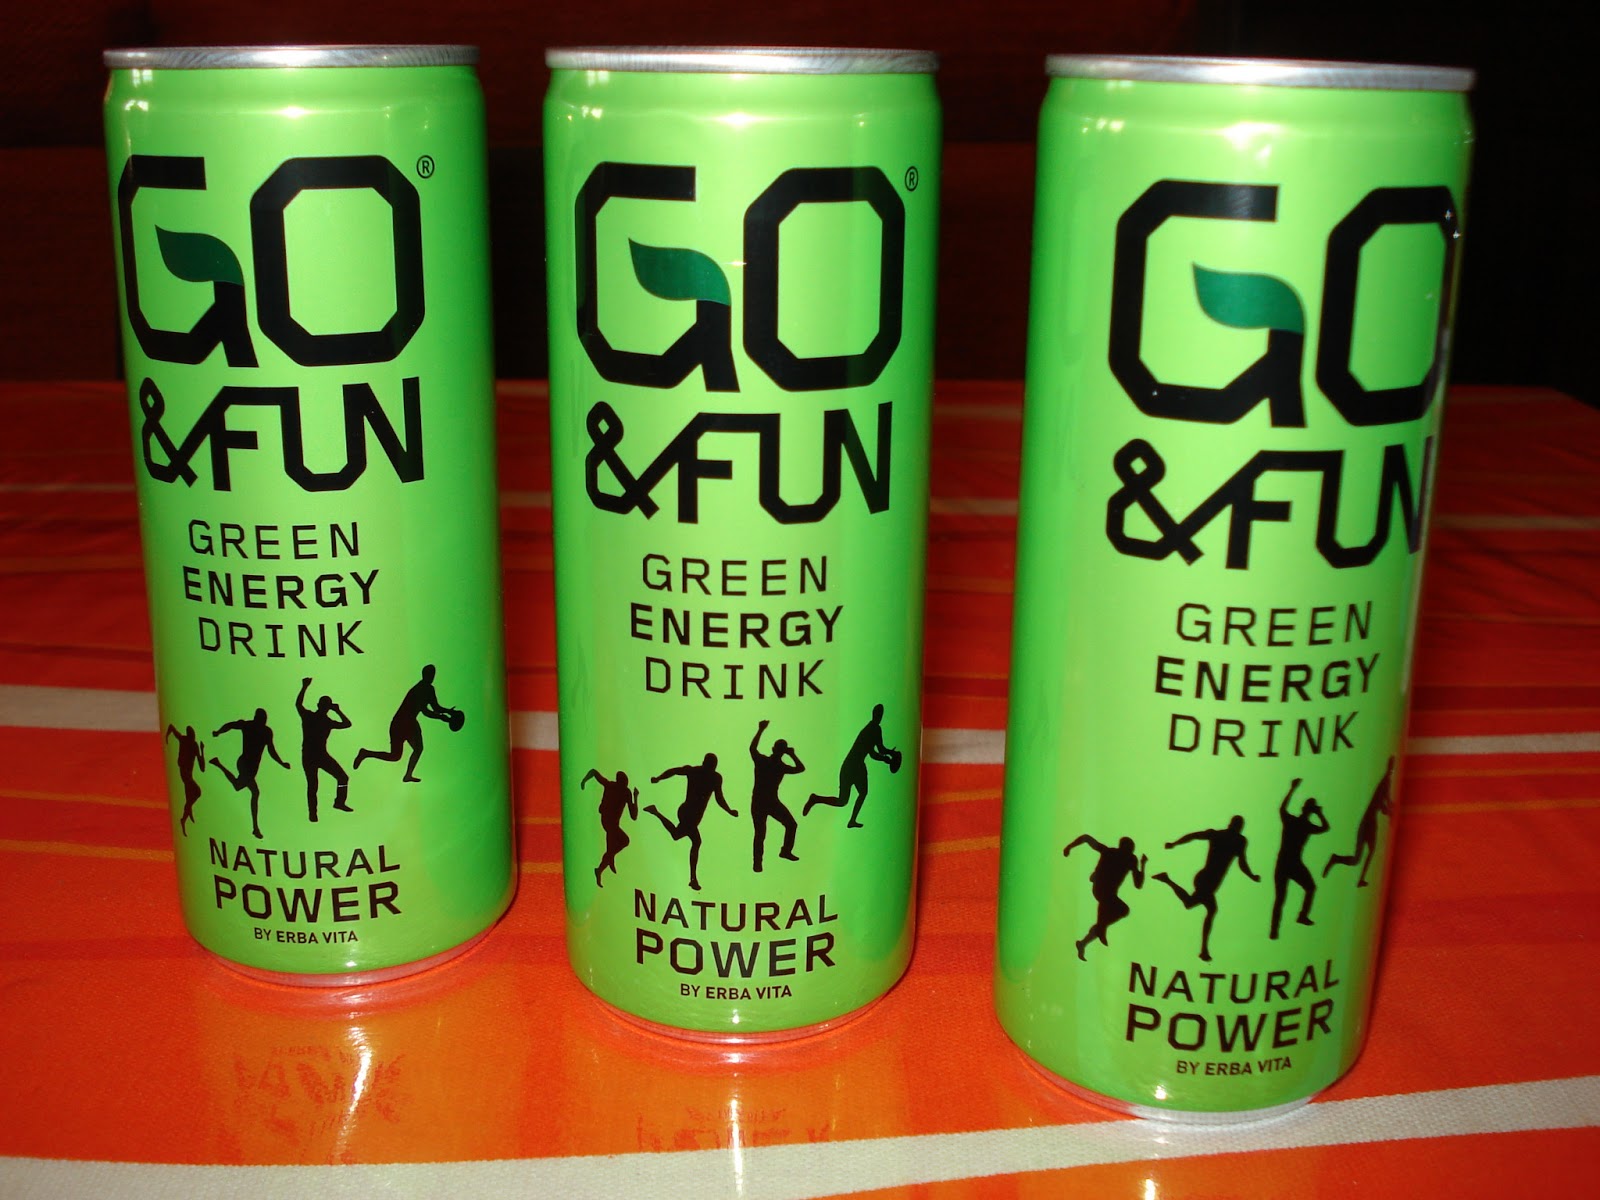 GO®
&FUN
GREEN
ENERGY
DRINK
NATURAL
POWER
BY ERBA VITA
GO®
&FUN
GREEN
ENERGY
DRINK
NATURAL
POWER
BY ERBA VITA
GO
&FUN
GREEN
ENERGY
DRINK
NATURAL
POWER
BY ERBA VITA